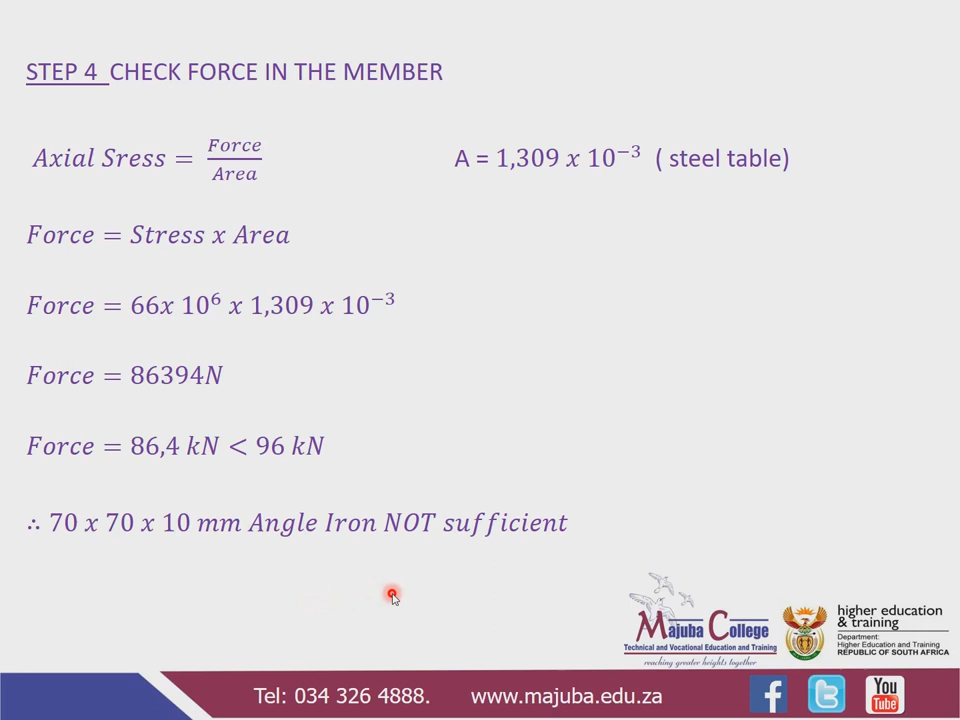 STEP 4 CHECK FORCE IN THE MEMBER
Axial Sress = Force/Area
A = 1,309 x 10⁻³ ( steel table)
Force = Stress x Area
Force = 66x 10⁶ x 1,309 x 10⁻³
Force = 86394N
Force = 86,4 kN < 96 kN
∴ 70 x 70 x 10 mm Angle Iron NOT sufficient
Majuba College
Technical and Vocational Education and Training
reaching greater heights together
higher education
& training
Department:
Higher Education and Training
REPUBLIC OF SOUTH AFRICA
Tel: 034 326 4888. www.majuba.edu.za
You
Tube